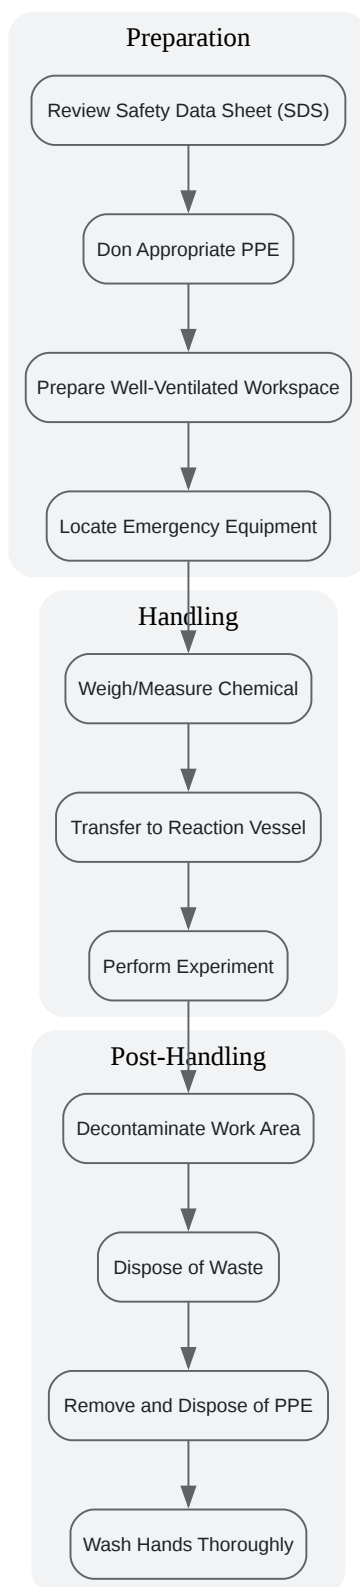 Preparation
Review Safety Data Sheet (SDS)
Don Appropriate PPE
Prepare Well-Ventilated Workspace
Locate Emergency Equipment
Handling
Weigh/Measure Chemical
Transfer to Reaction Vessel
Perform Experiment
Post-Handling
Decontaminate Work Area
Dispose of Waste
Remove and Dispose of PPE
Wash Hands Thoroughly